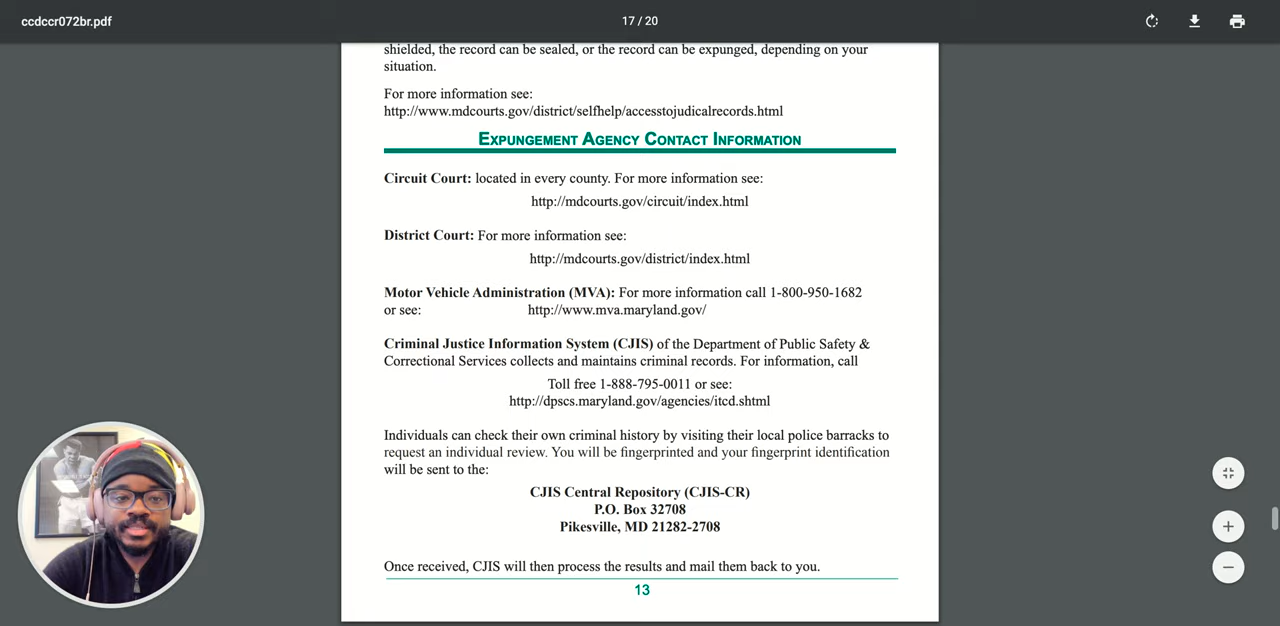 ccdccr072br.pdf
17 / 20
shielded, the record can be sealed, or the record can be expunged, depending on your
situation.
For more information see:
http://www.mdcourts.gov/district/selfhelp/accesstojudicalrecords.html
Expungement Agency Contact Information
Circuit Court: located in every county. For more information see:
http://mdcourts.gov/circuit/index.html
District Court: For more information see:
http://mdcourts.gov/district/index.html
Motor Vehicle Administration (MVA): For more information call 1-800-950-1682
or see: http://www.mva.maryland.gov/
Criminal Justice Information System (CJIS) of the Department of Public Safety &
Correctional Services collects and maintains criminal records. For information, call
Toll free 1-888-795-0011 or see:
http://dpscs.maryland.gov/agencies/itcd.shtml
Individuals can check their own criminal history by visiting their local police barracks to
request an individual review. You will be fingerprinted and your fingerprint identification
will be sent to the:
CJIS Central Repository (CJIS-CR)
P.O. Box 32708
Pikesville, MD 21282-2708
Once received, CJIS will then process the results and mail them back to you.
13